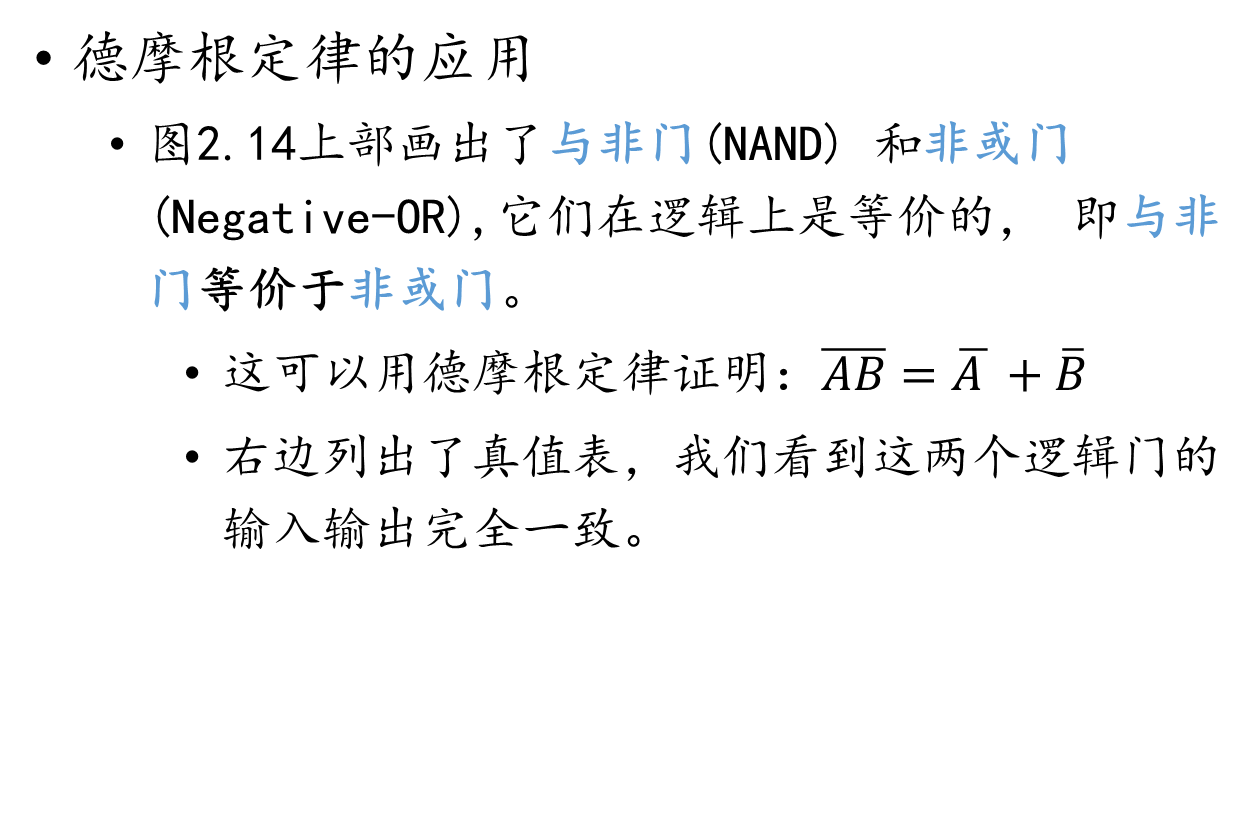 • 德摩根定律的应用
• 图2.14上部画出了与非门(NAND) 和非或门
(Negative-OR),它们在逻辑上是等价的， 即与非
门等价于非或门。
• 这可以用德摩根定律证明：$\overline{AB} = \overline{A} + \overline{B}$
• 右边列出了真值表，我们看到这两个逻辑门的
输入输出完全一致。